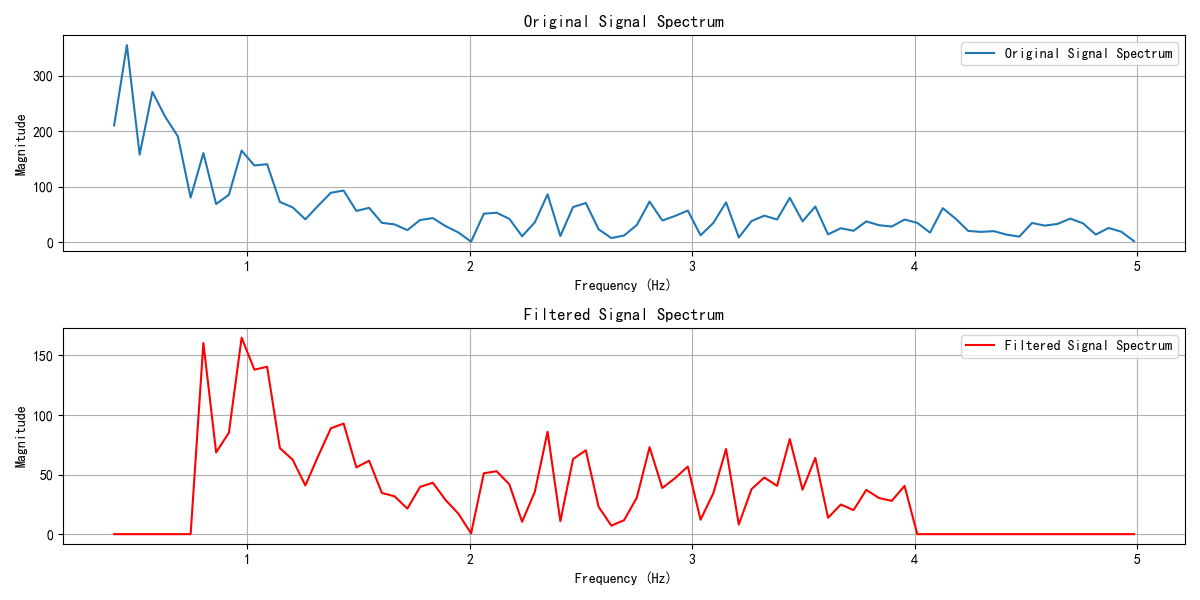 Original Signal Spectrum
Original Signal Spectrum
Magnitude
300
200
100
0
1 2 3 4 5
Frequency (Hz)
Filtered Signal Spectrum
Filtered Signal Spectrum
Magnitude
150
100
50
0
1 2 3 4 5
Frequency (Hz)